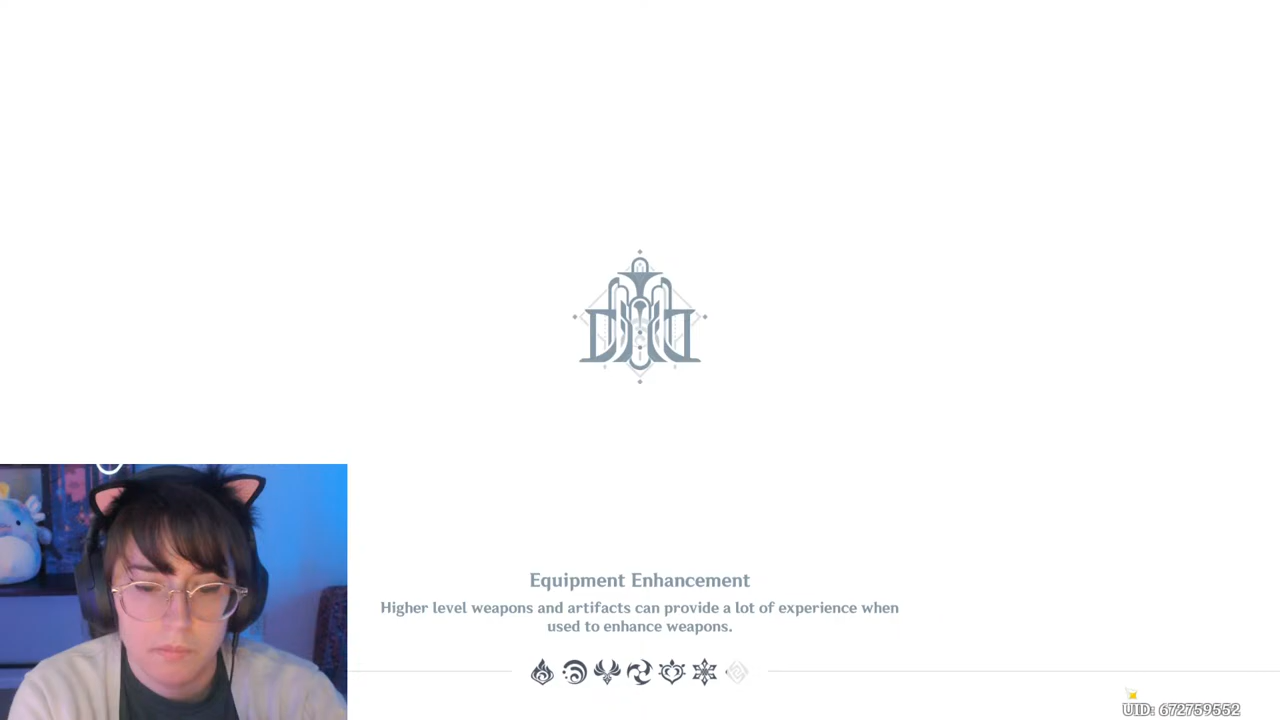 Equipment Enhancement
Higher level weapons and artifacts can provide a lot of experience when
used to enhance weapons.
UID: 672759552